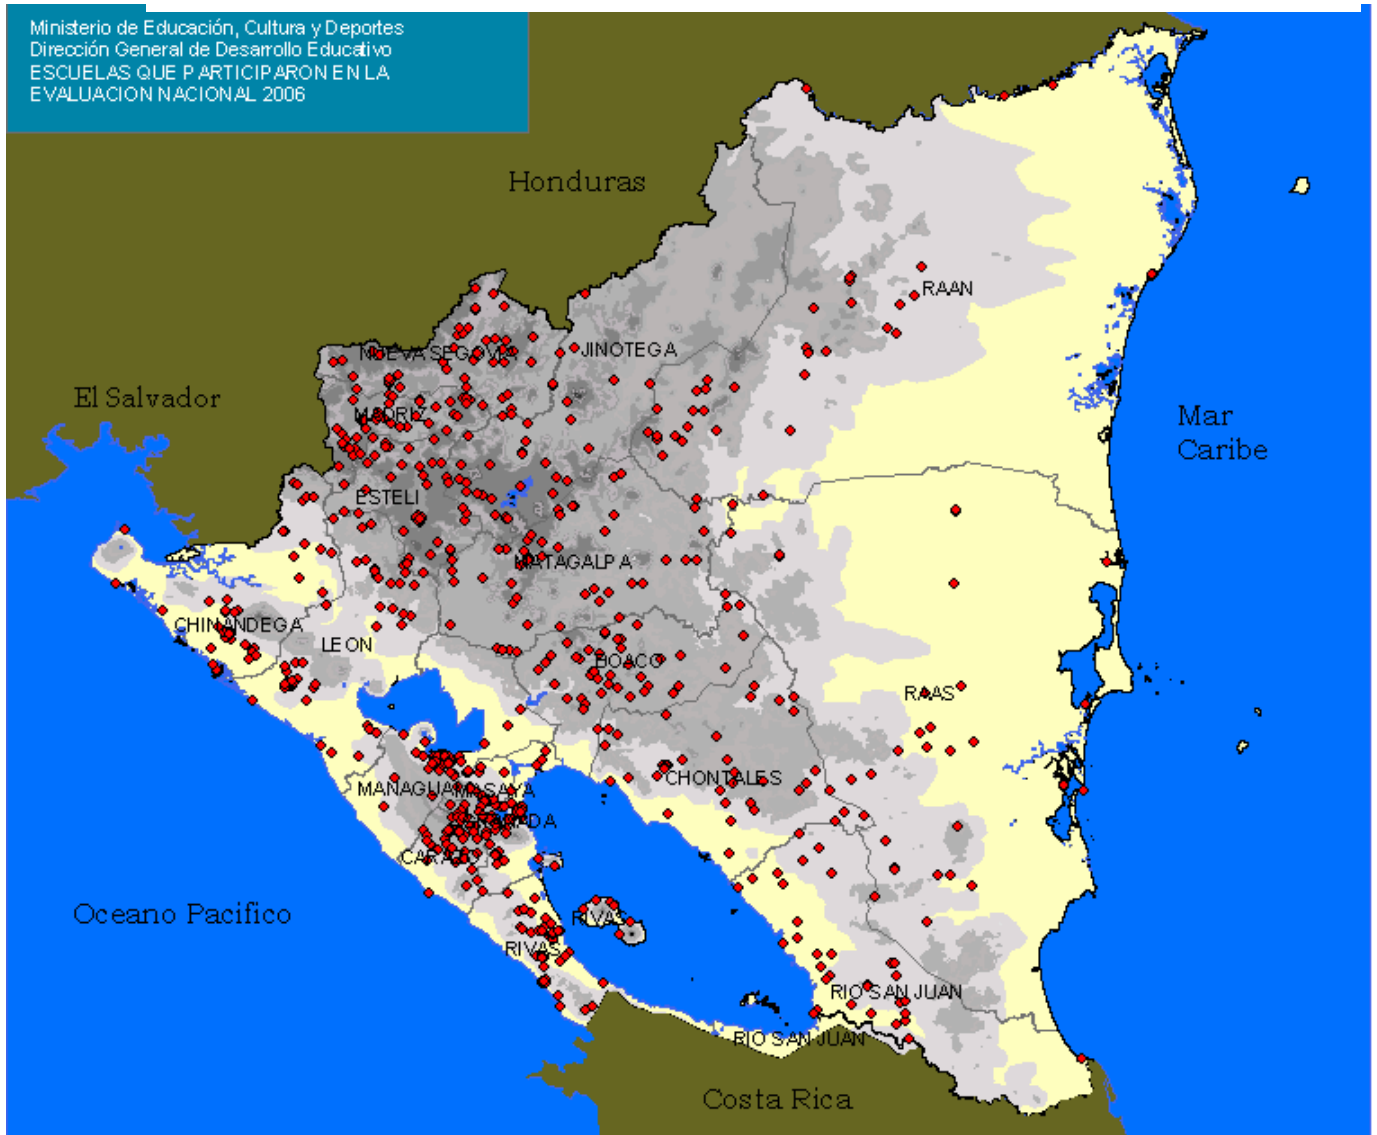 Ministerio de Educación, Cultura y Deportes
Dirección General de Desarrollo Educativo
ESCUELAS QUE PARTICIPARON EN LA
EVALUACION NACIONAL 2006
Honduras
RAAN
NUEVA SEGOVIA
JINOTEGA
El Salvador
MADRIZ
Mar
Caribe
ESTELI
MATAGALPA
CHINANDEGA
LEON
BOACO
RAAS
CHONTALES
MANAGUA
MASAYA
GRANADA
CARAZO
Oceano Pacifico
RIVAS
RIVAS
RIO SAN JUAN
RIO SAN JUAN
Costa Rica